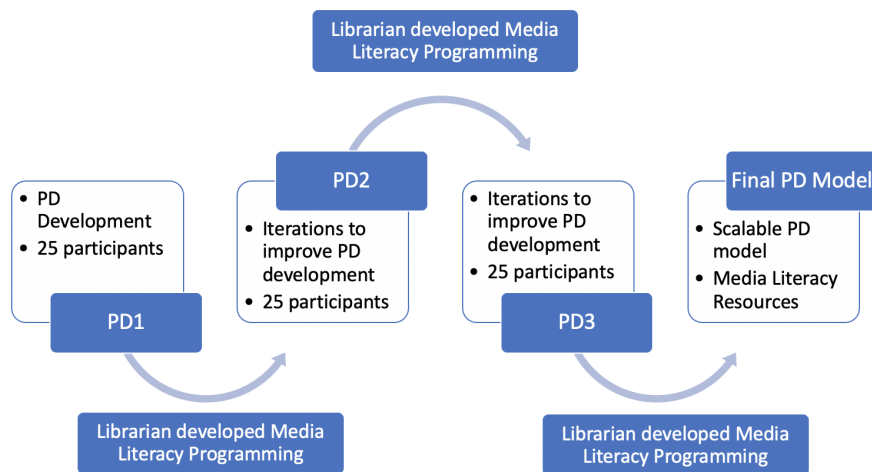 Librarian developed Media
Literacy Programming
• PD
Development
• 25 participants
PD1
Librarian developed Media
Literacy Programming
PD2
• Iterations to
improve PD
development
• 25 participants
• Iterations to
improve PD
development
• 25 participants
PD3
Librarian developed Media
Literacy Programming
Final PD Model
• Scalable PD
model
• Media Literacy
Resources